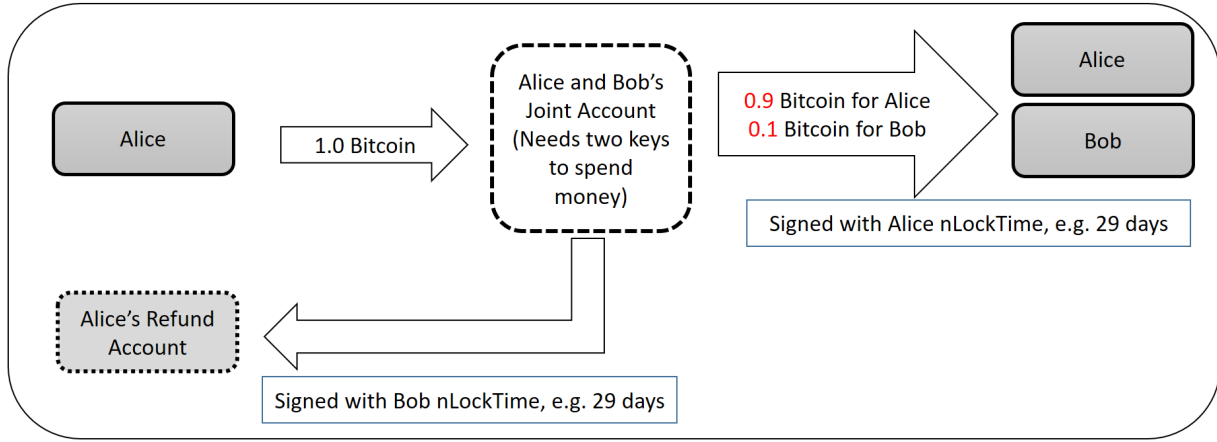 Alice
1.0 Bitcoin
Alice and Bob's
Joint Account
(Needs two keys
to spend
money)
0.9 Bitcoin for Alice
0.1 Bitcoin for Bob
Alice
Bob
Signed with Alice nLockTime, e.g. 29 days
Alice's Refund
Account
Signed with Bob nLockTime, e.g. 29 days